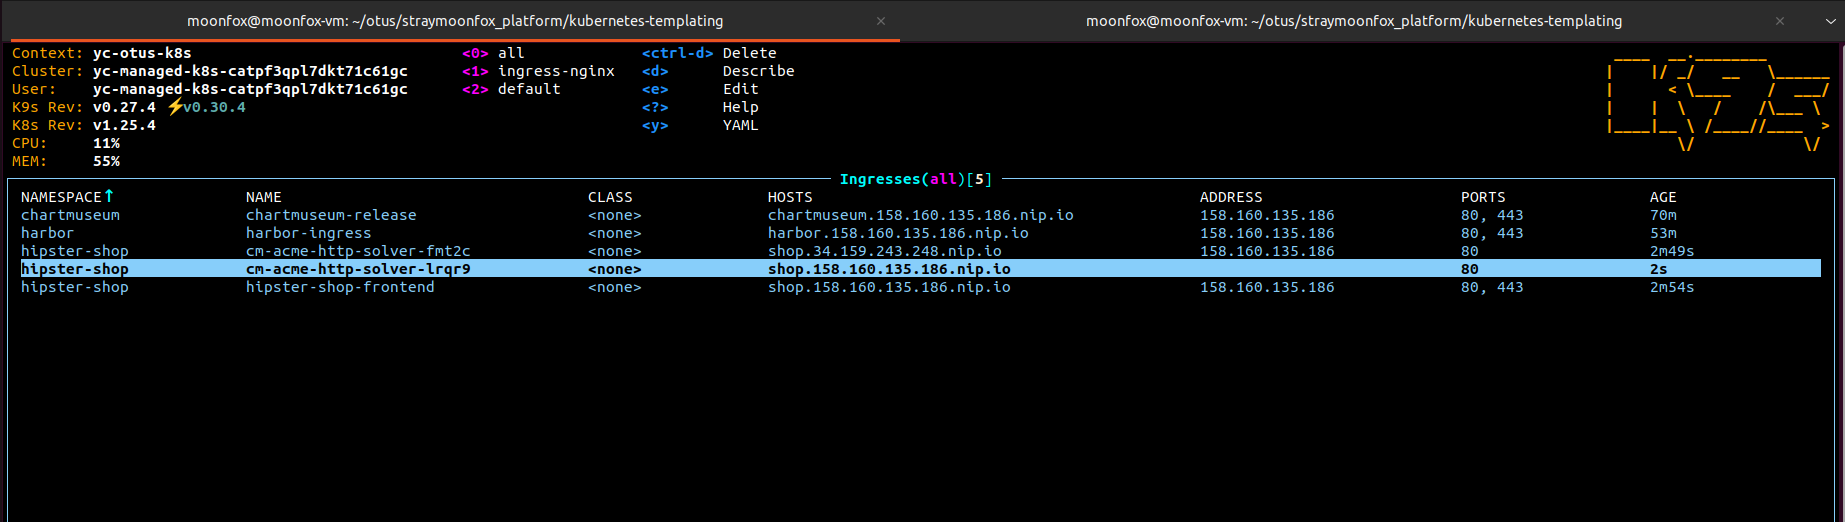 moonfox@moonfox-vm: ~/otus/straymoonfox_platform/kubernetes-templating × moonfox@moonfox-vm: ~/otus/straymoonfox_platform/kubernetes-templating ×
Context: yc-otus-k8s <0> all <ctrl-d> Delete
Cluster: yc-managed-k8s-catpf3qpl7dkt71c61gc <1> ingress-nginx <d> Describe
User: yc-managed-k8s-catpf3qpl7dkt71c61gc <2> default <e> Edit
K9s Rev: v0.27.4 ⚡v0.30.4 <?> Help
K8s Rev: v1.25.4 <y> YAML
CPU: 11%
MEM: 55%
K9s
Ingresses(all)[5]
NAMESPACE↑ NAME CLASS HOSTS ADDRESS PORTS AGE
chartmuseum chartmuseum-release <none> chartmuseum.158.160.135.186.nip.io 158.160.135.186 80, 443 70m
harbor harbor-ingress <none> harbor.158.160.135.186.nip.io 158.160.135.186 80, 443 53m
hipster-shop cm-acme-http-solver-fmt2c <none> shop.34.159.243.248.nip.io 158.160.135.186 80 2m49s
hipster-shop cm-acme-http-solver-lrqr9 <none> shop.158.160.135.186.nip.io 80 2s
hipster-shop hipster-shop-frontend <none> shop.158.160.135.186.nip.io 158.160.135.186 80, 443 2m54s